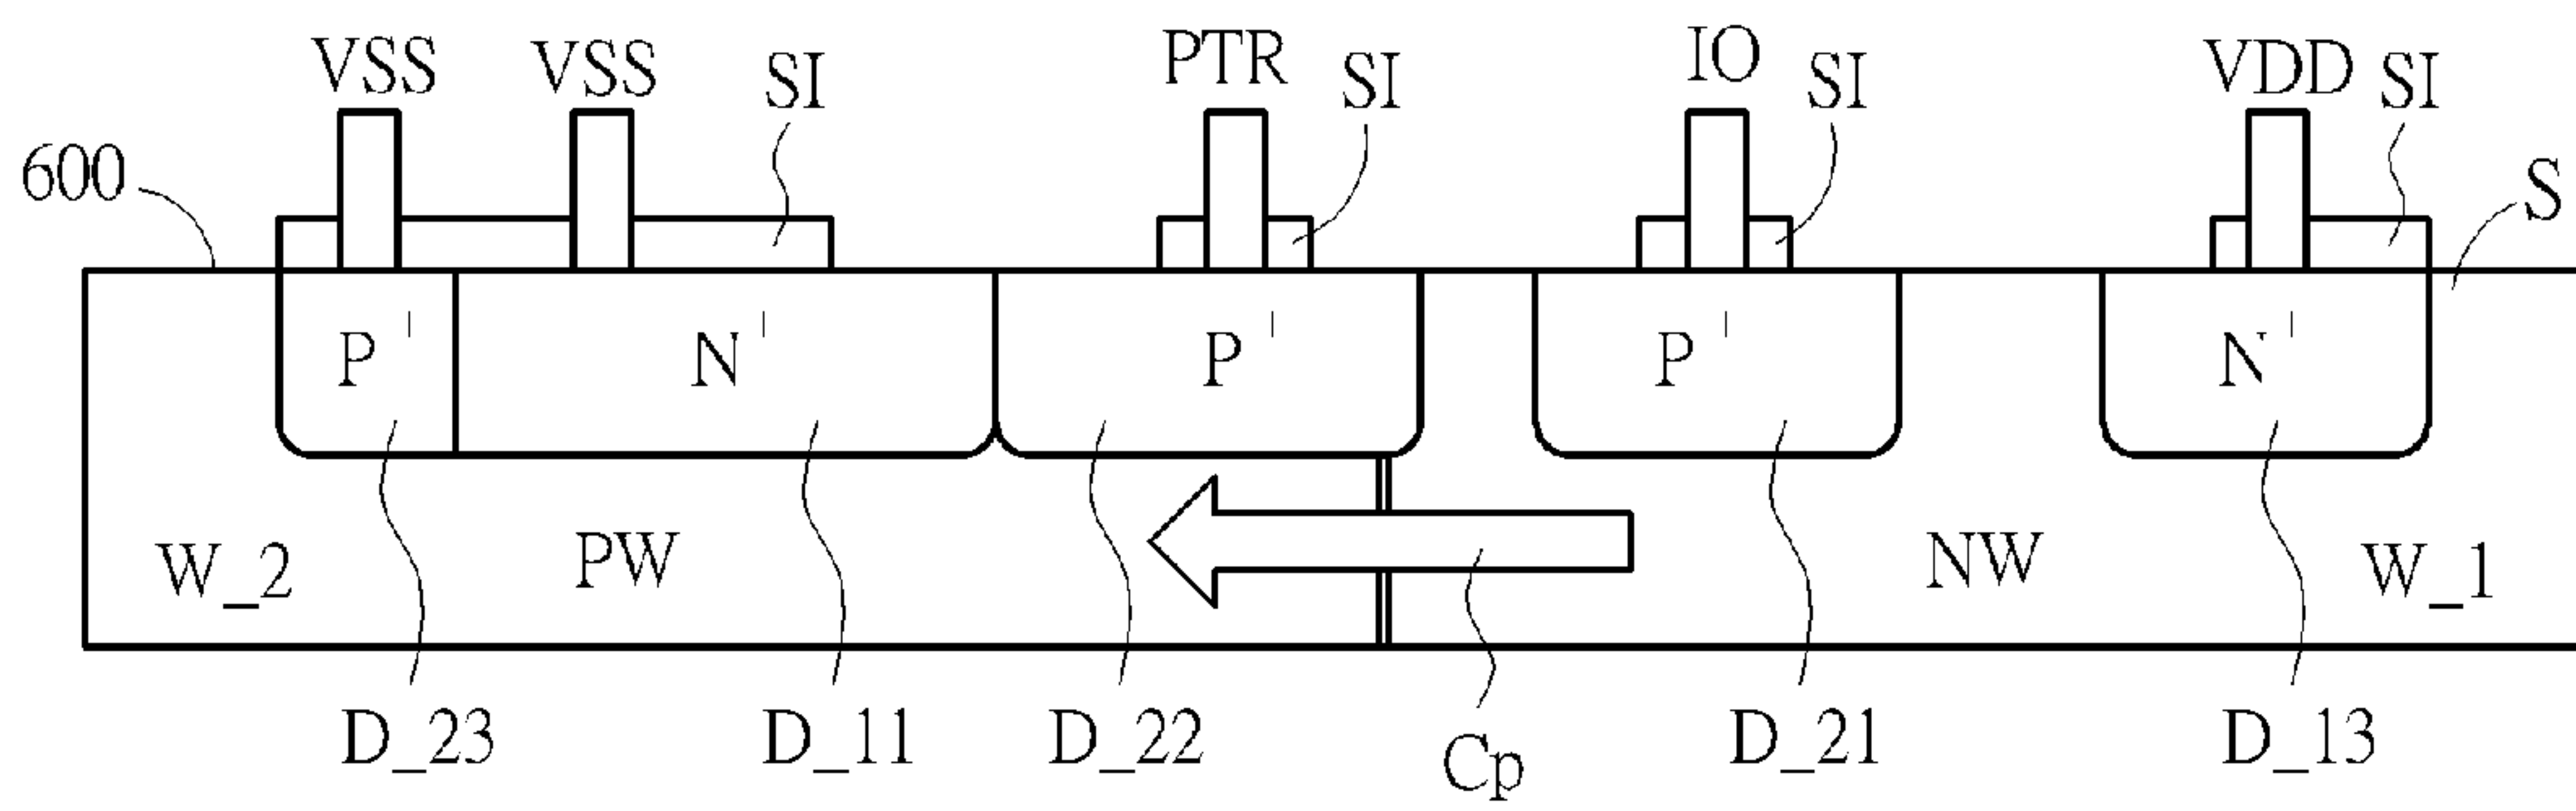 VSS VSS SI PTR SI IO SI VDD SI
600 S
P+ N+ P+ P+ N+
W_2 PW NW W_1
D_23 D_11 D_22 Cp D_21 D_13